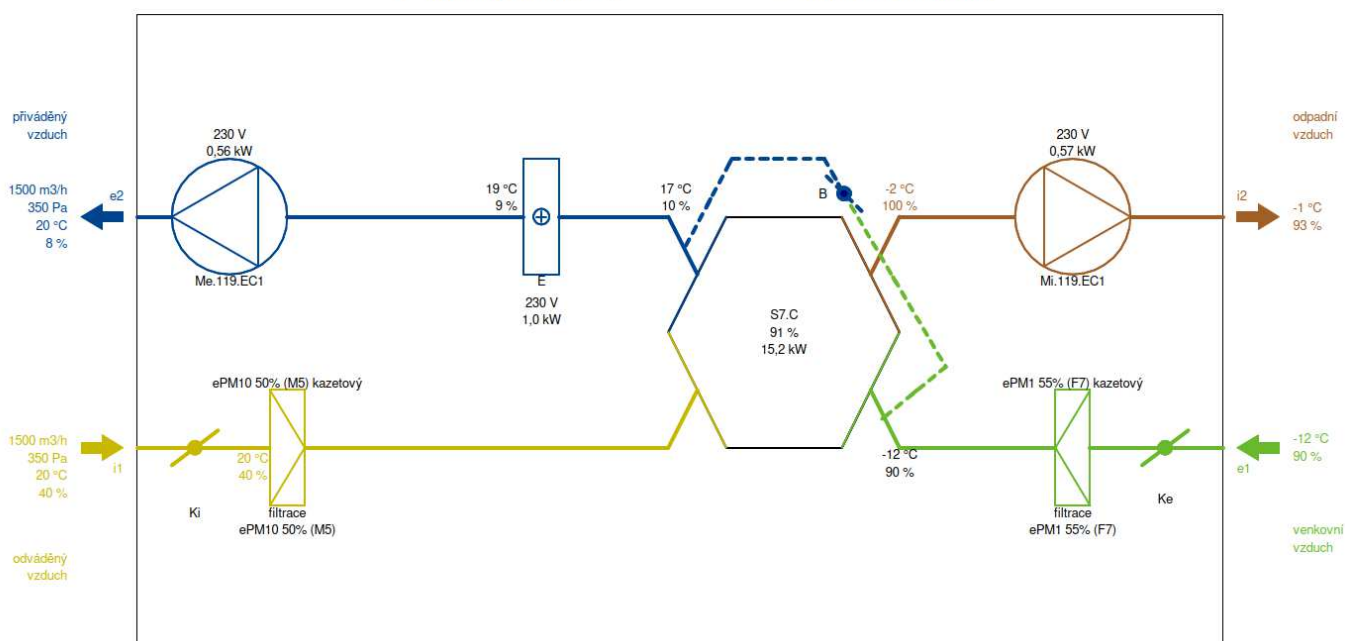 přiváděný
vzduch
230 V
0,56 kW
1500 m3/h
350 Pa
20 °C
8 %
e2
Me.119.EC1
19 °C
9 %
E
230 V
1,0 kW
17 °C
10 %
B
-2 °C
100 %
230 V
0,57 kW
Mi.119.EC1
odpadní
vzduch
i2
-1 °C
93 %
S7.C
91 %
15,2 kW
ePM10 50% (M5) kazetový
1500 m3/h
350 Pa
20 °C
40 %
i1
Ki
20 °C
40 %
filtrace
ePM10 50% (M5)
odváděný
vzduch
-12 °C
90 %
ePM1 55% (F7) kazetový
filtrace
ePM1 55% (F7)
Ke
-12 °C
90 %
e1
venkovní
vzduch